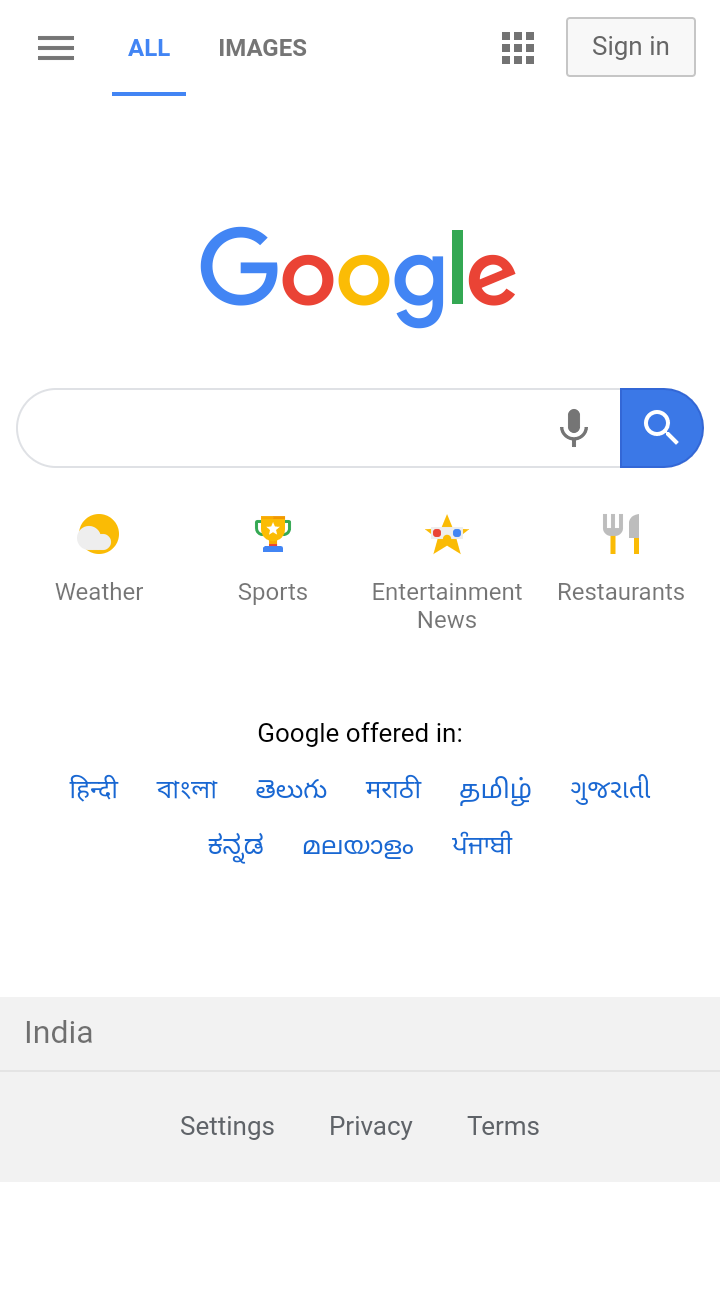 ALL IMAGES Sign in
Google
Weather Sports Entertainment News Restaurants
Google offered in:
हिन्दी বাংলা తెలుగు मराठी தமிழ் ગુજરાતી
ಕನ್ನಡ മലയാളം ਪੰਜਾਬੀ
India
Settings Privacy Terms